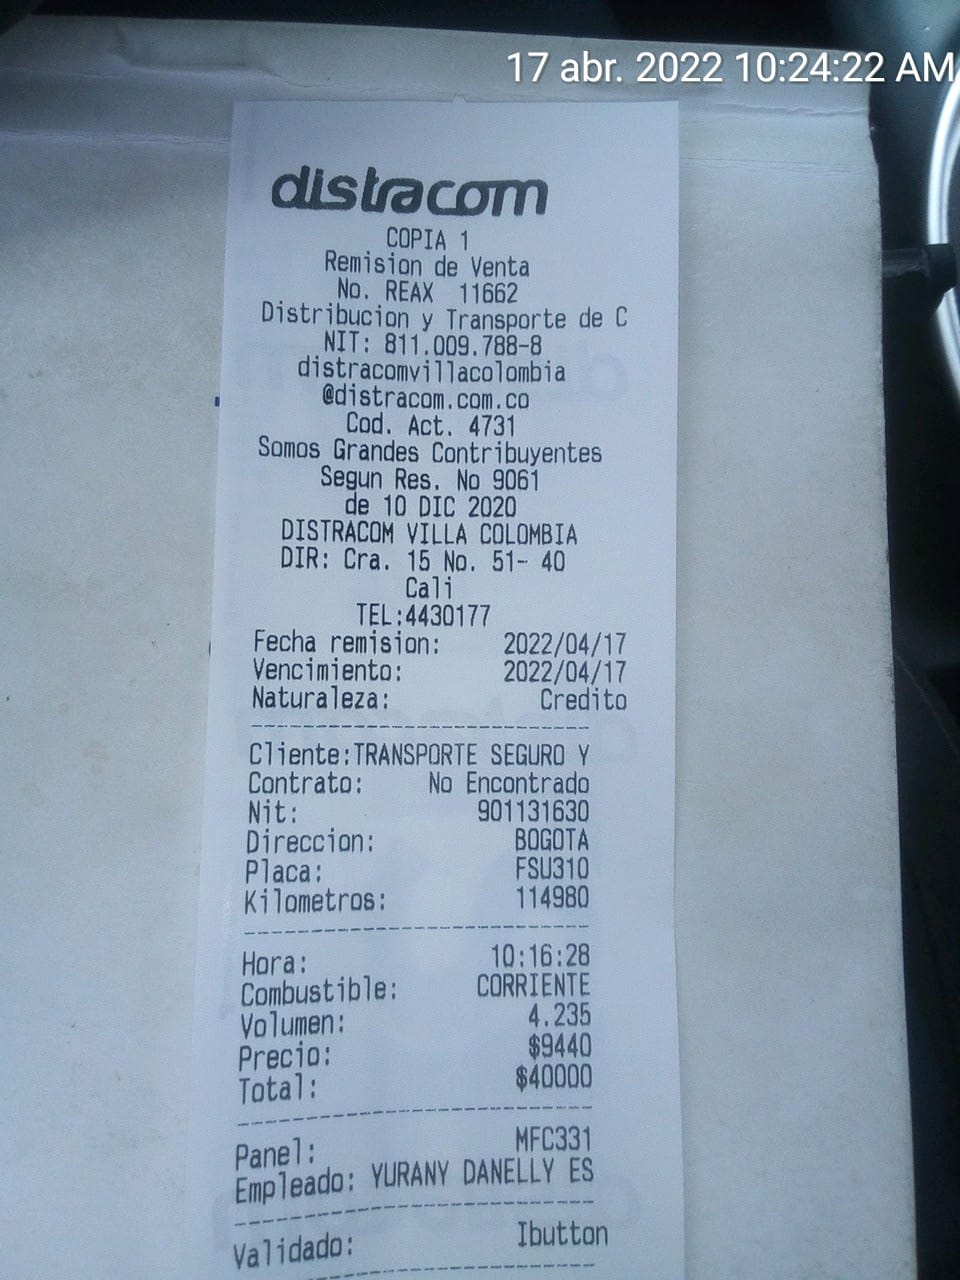 17 abr. 2022 10:24:22 AM
distracom
COPIA 1
Remision de Venta
No. REAX 11662
Distribucion y Transporte de C
NIT: 811.009.788-8
distracomvillacolombia
@distracom.com.co
Cod. Act. 4731
Somos Grandes Contribuyentes
Segun Res. No 9061
de 10 DIC 2020
DISTRACOM VILLA COLOMBIA
DIR: Cra. 15 No. 51- 40
Cali
TEL:4430177
Fecha remision: 2022/04/17
Vencimiento: 2022/04/17
Naturaleza: Credito
Cliente:TRANSPORTE SEGURO Y
Contrato: No Encontrado
Nit: 901131630
Direccion: BOGOTA
Placa: FSU310
Kilometros: 114980
Hora: 10:16:28
Combustible: CORRIENTE
Volumen: 4.235
Precio: $9440
Total: $40000
Panel: MFC331
Empleado: YURANY DANELLY ES
Validado: Ibutton